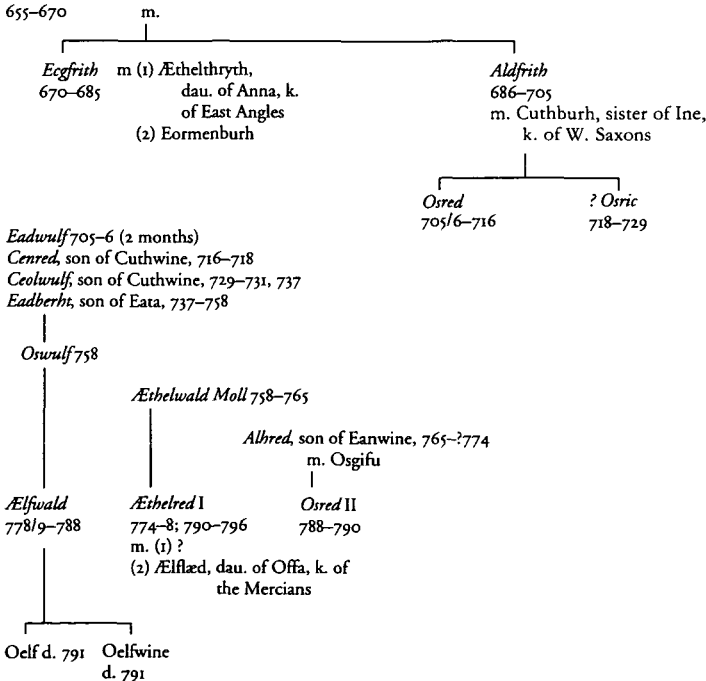 655–670 m.
Ecgfrith m (1) Æthelthryth,
670–685 dau. of Anna, k.
of East Angles
(2) Eormenburh
Aldfrith
686–705
m. Cuthburh, sister of Ine,
k. of W. Saxons
Osred ? Osric
705/6–716 718–729
Eadwulf 705–6 (2 months)
Cenred, son of Cuthwine, 716–718
Ceolwulf, son of Cuthwine, 729–731, 737
Eadberht, son of Eata, 737–758
Oswulf 758
Æthelwald Moll 758–765
Alhred, son of Eanwine, 765–?774
m. Osgifu
Ælfwald Æthelred I Osred II
778/9–788 774–8; 790–796 788–790
m. (1) ?
(2) Ælflæd, dau. of Offa, k. of
the Mercians
Oelf d. 791 Oelfwine
d. 791